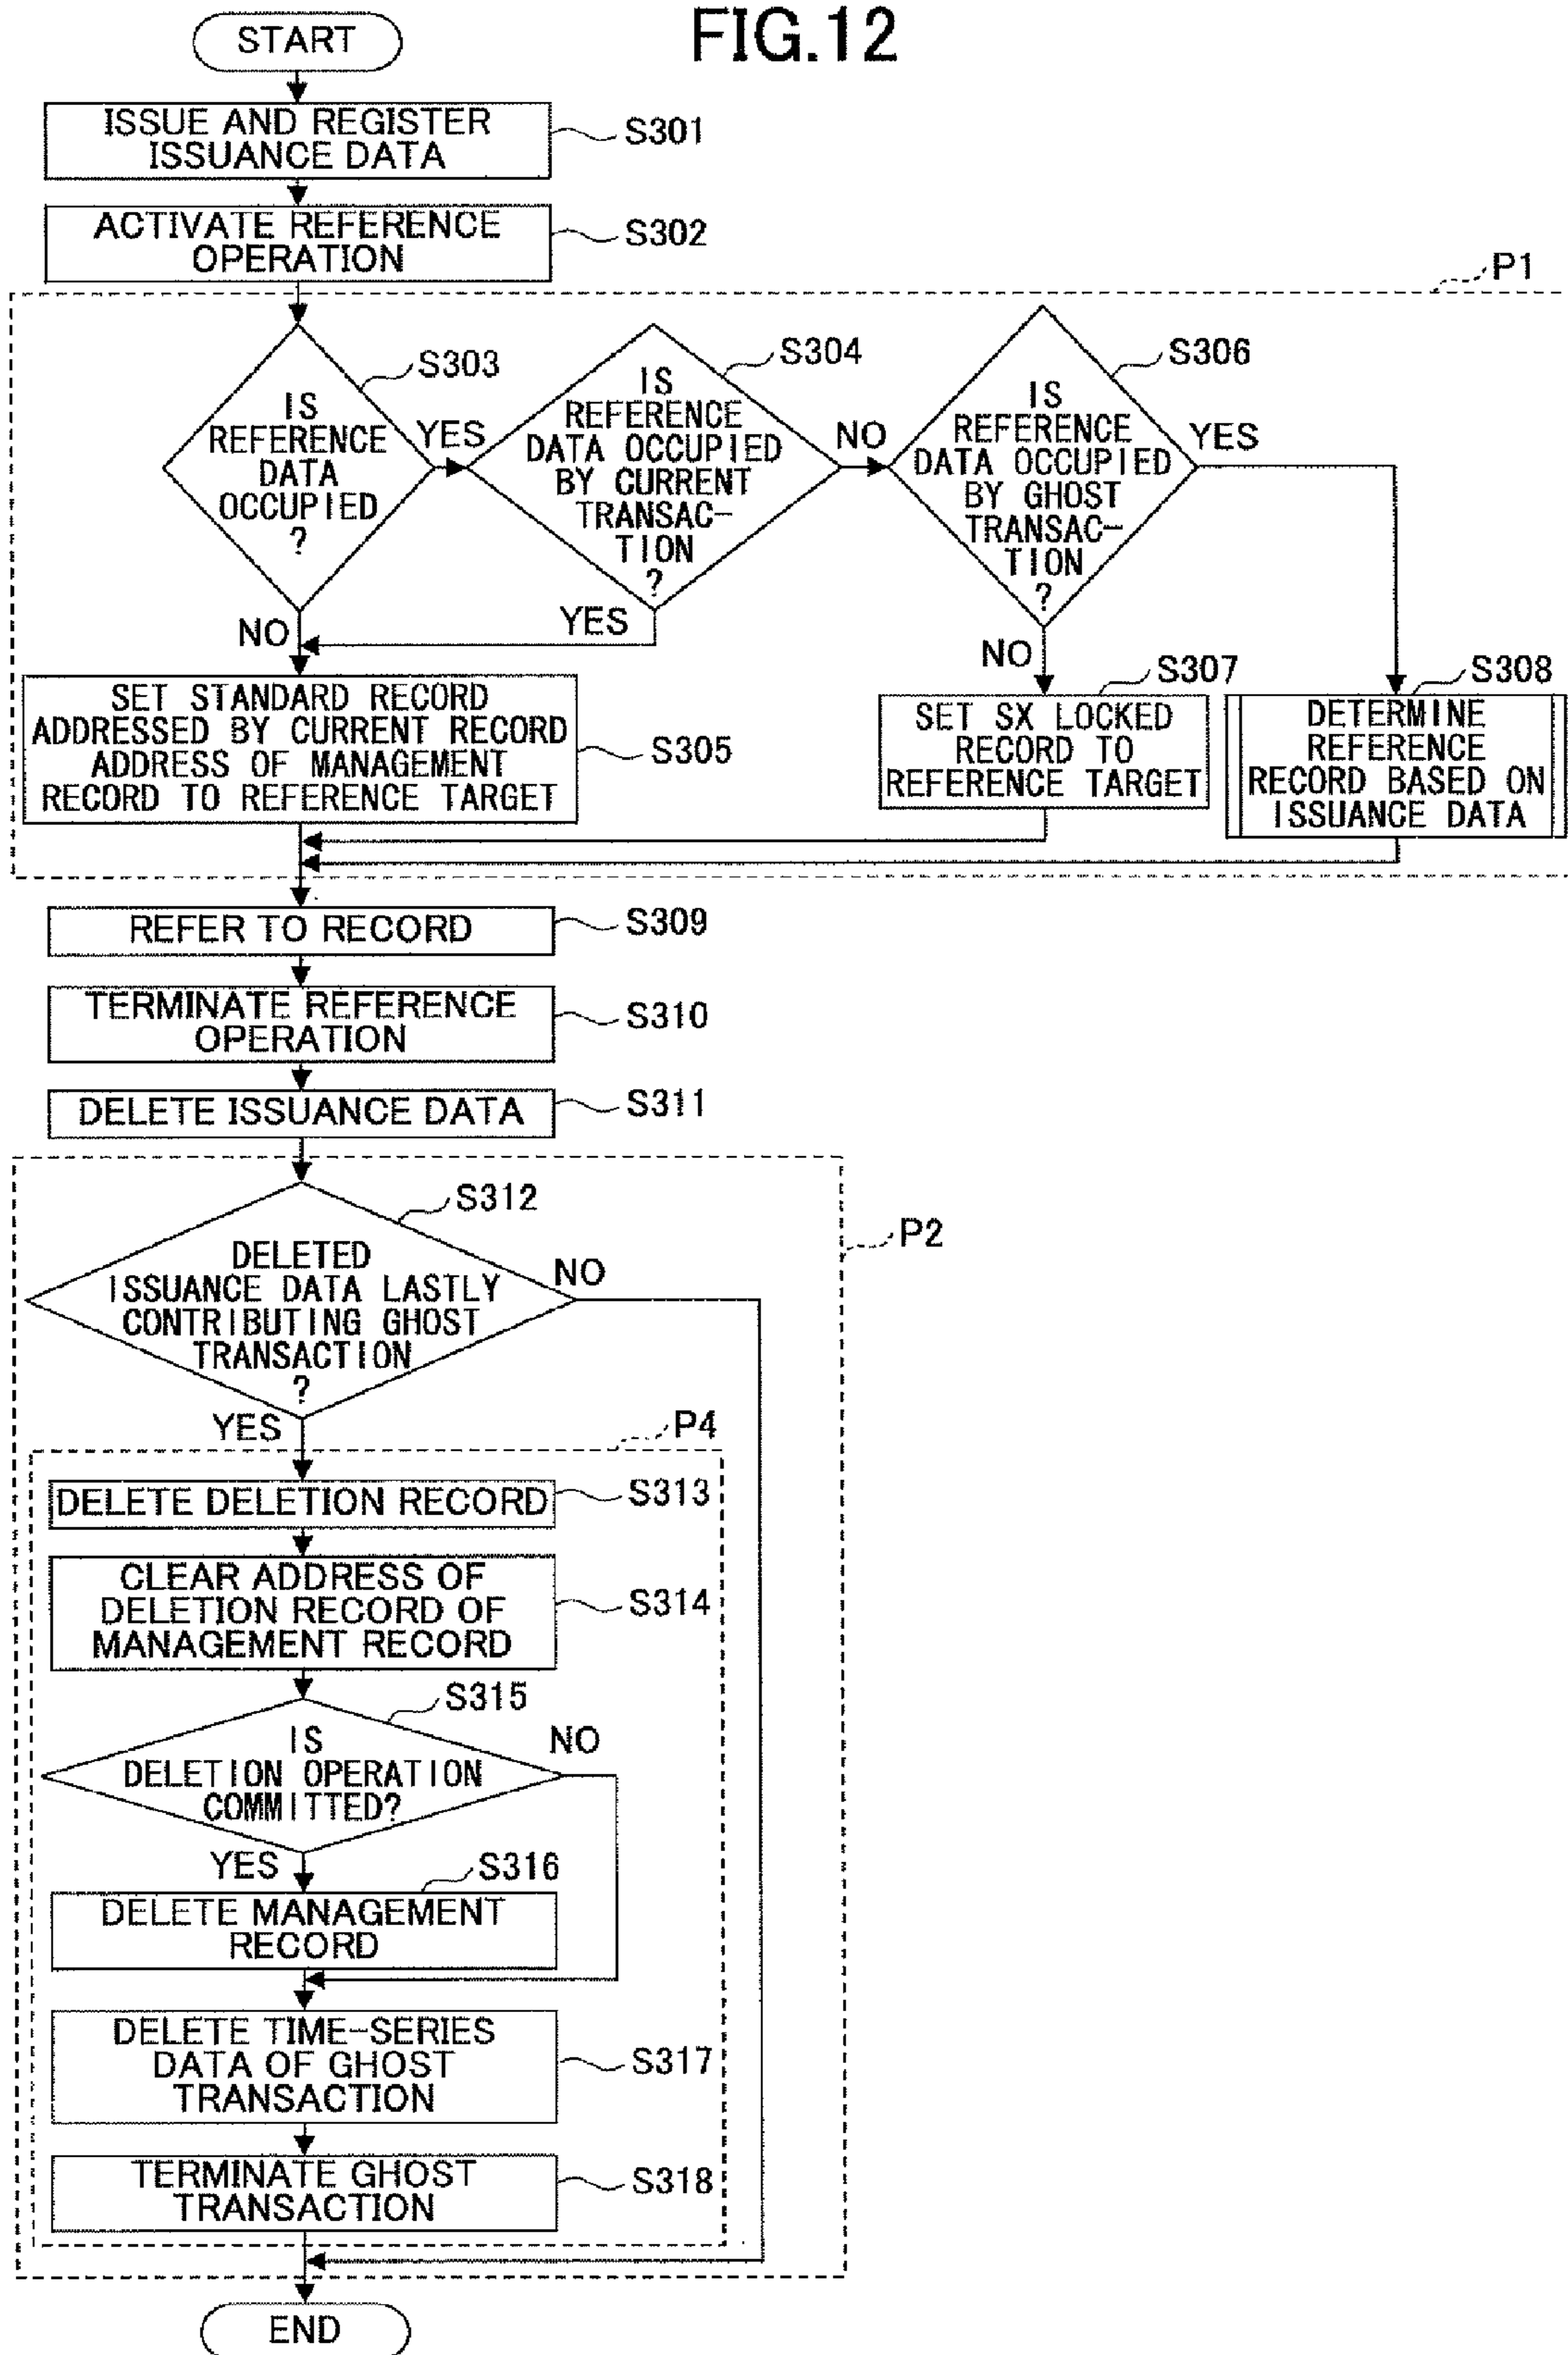 FIG.12
START
ISSUE AND REGISTER
ISSUANCE DATA
S301
ACTIVATE REFERENCE
OPERATION
S302
P1
IS
REFERENCE
DATA
OCCUPIED
?
S303
YES
NO
IS
REFERENCE
DATA OCCUPIED
BY CURRENT
TRANSAC-
TION
?
S304
NO
YES
IS
REFERENCE
DATA OCCUPIED
BY GHOST
TRANSAC-
TION
?
S306
YES
NO
SET STANDARD RECORD
ADDRESSED BY CURRENT RECORD
ADDRESS OF MANAGEMENT
RECORD TO REFERENCE TARGET
S305
S307
SET SX LOCKED
RECORD TO
REFERENCE TARGET
S308
DETERMINE
REFERENCE
RECORD BASED ON
ISSUANCE DATA
REFER TO RECORD
S309
TERMINATE REFERENCE
OPERATION
S310
DELETE ISSUANCE DATA
S311
P2
S312
DELETED
ISSUANCE DATA LASTLY
CONTRIBUTING GHOST
TRANSACTION
?
NO
YES
P4
DELETE DELETION RECORD
S313
CLEAR ADDRESS OF
DELETION RECORD OF
MANAGEMENT RECORD
S314
S315
IS
DELETION OPERATION
COMMITTED?
NO
YES
S316
DELETE MANAGEMENT
RECORD
DELETE TIME-SERIES
DATA OF GHOST
TRANSACTION
S317
TERMINATE GHOST
TRANSACTION
S318
END